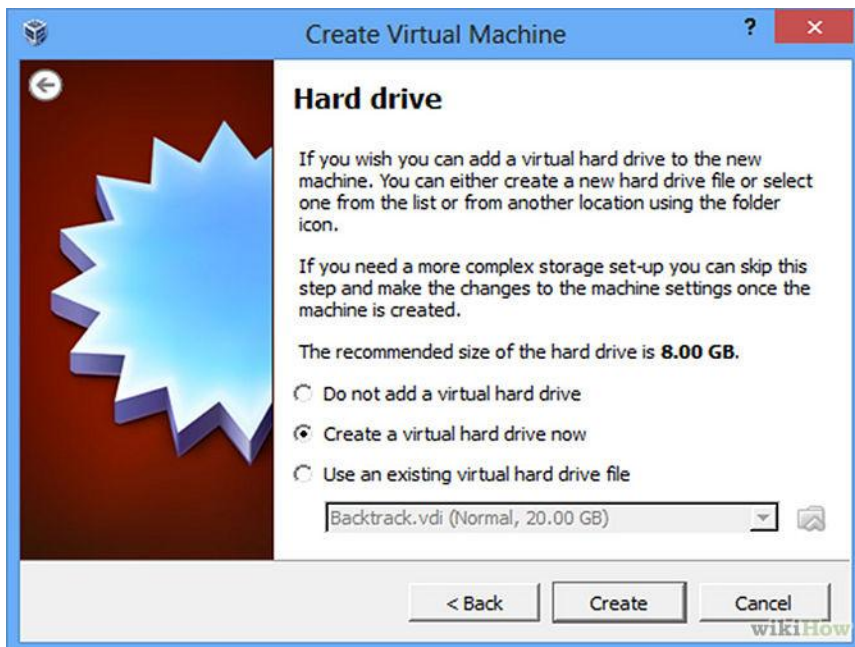 Create Virtual Machine
?
Hard drive
If you wish you can add a virtual hard drive to the new
machine. You can either create a new hard drive file or select
one from the list or from another location using the folder
icon.
If you need a more complex storage set-up you can skip this
step and make the changes to the machine settings once the
machine is created.
The recommended size of the hard drive is 8.00 GB.
Do not add a virtual hard drive
Create a virtual hard drive now
Use an existing virtual hard drive file
Backtrack.vdi (Normal, 20.00 GB)
< Back
Create
Cancel
wikiHow